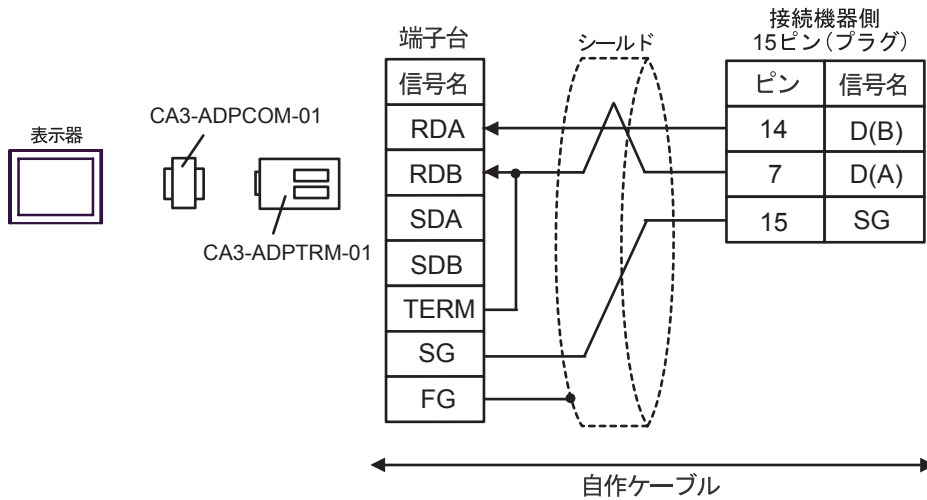 表示器
CA3-ADPCOM-01
CA3-ADPTRM-01
端子台
信号名
RDA
RDB
SDA
SDB
TERM
SG
FG
シールド
接続機器側
15ピン(プラグ)
ピン 信号名
14 D(B)
7 D(A)
15 SG
自作ケーブル